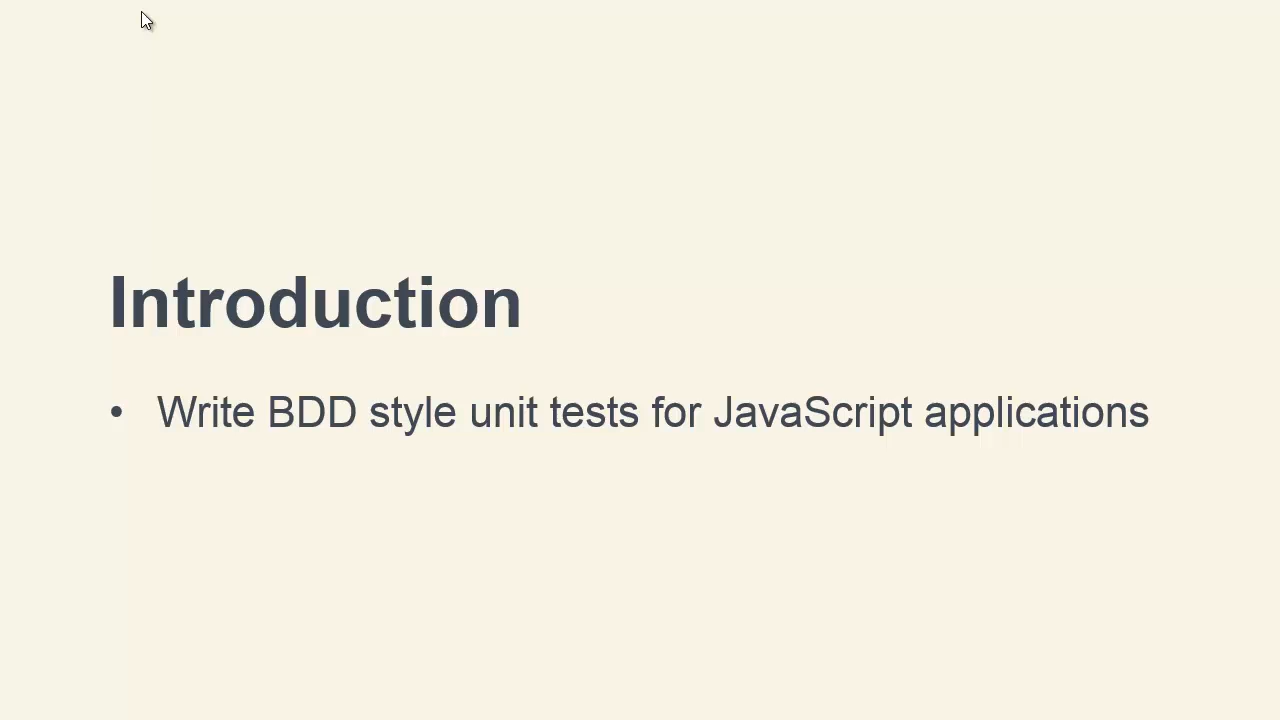 Introduction
• Write BDD style unit tests for JavaScript applications